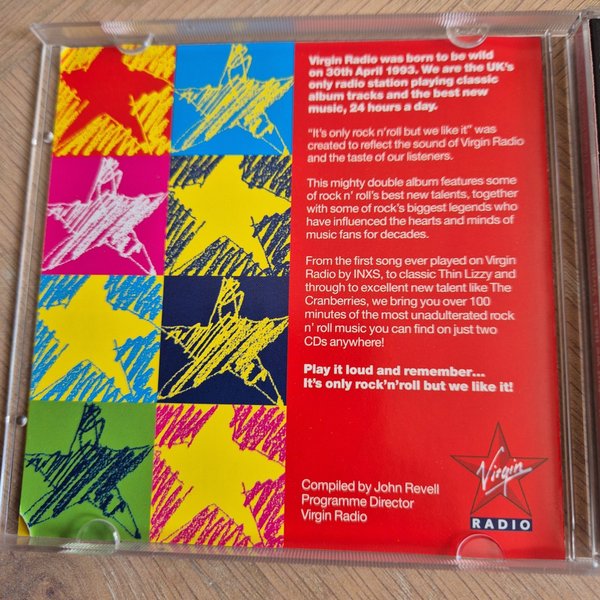 Virgin Radio was born to be wild
on 30th April 1993. We are the UK's
only radio station playing classic
album tracks and the best new
music, 24 hours a day.
"It's only rock n'roll but we like it" was
created to reflect the sound of Virgin Radio
and the taste of our listeners.
This mighty double album features some
of rock n' roll's best new talents, together
with some of rock's biggest legends who
have influenced the hearts and minds of
music fans for decades.
From the first song ever played on Virgin
Radio by INXS, to classic Thin Lizzy and
through to excellent new talent like The
Cranberries, we bring you over 100
minutes of the most unadulterated rock
n' roll music you can find on just two
CDs anywhere!
Play it loud and remember...
It's only rock'n'roll but we like it!
Compiled by John Revell
Programme Director
Virgin Radio
Virgin
RADIO